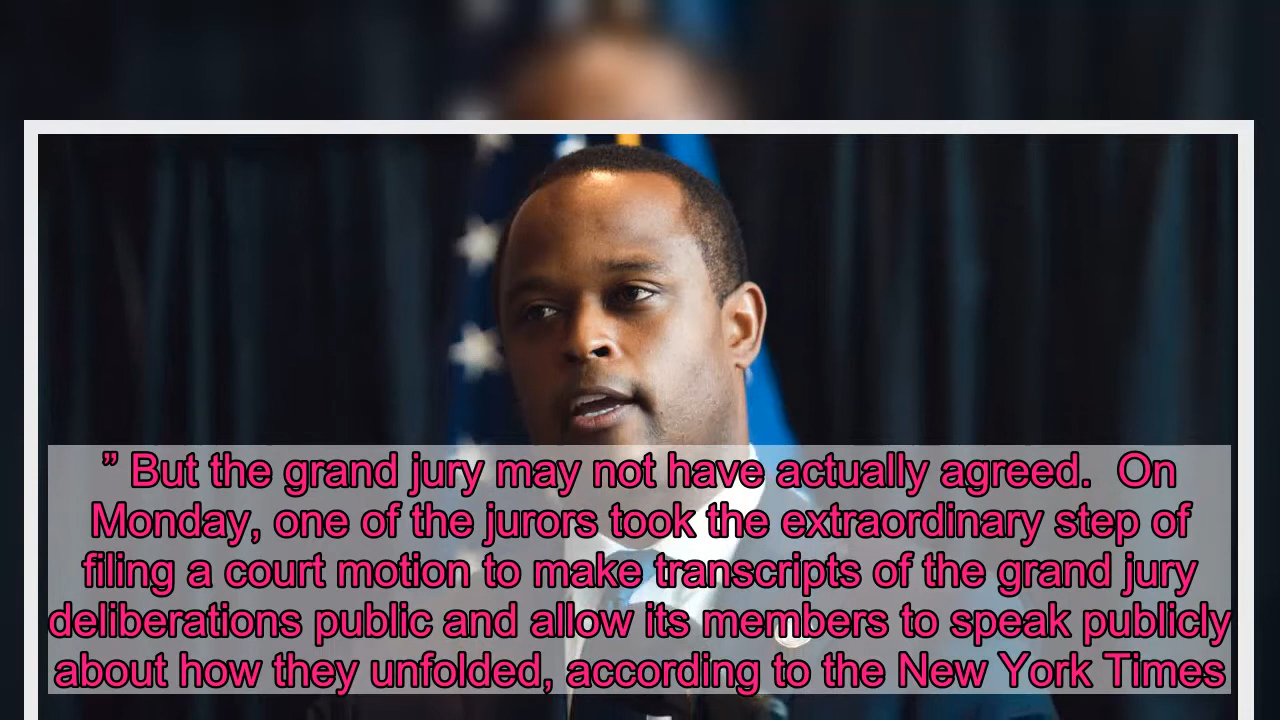 ” But the grand jury may not have actually agreed.  On
Monday, one of the jurors took the extraordinary step of
filing a court motion to make transcripts of the grand jury
deliberations public and allow its members to speak publicly
about how they unfolded, according to the New York Times